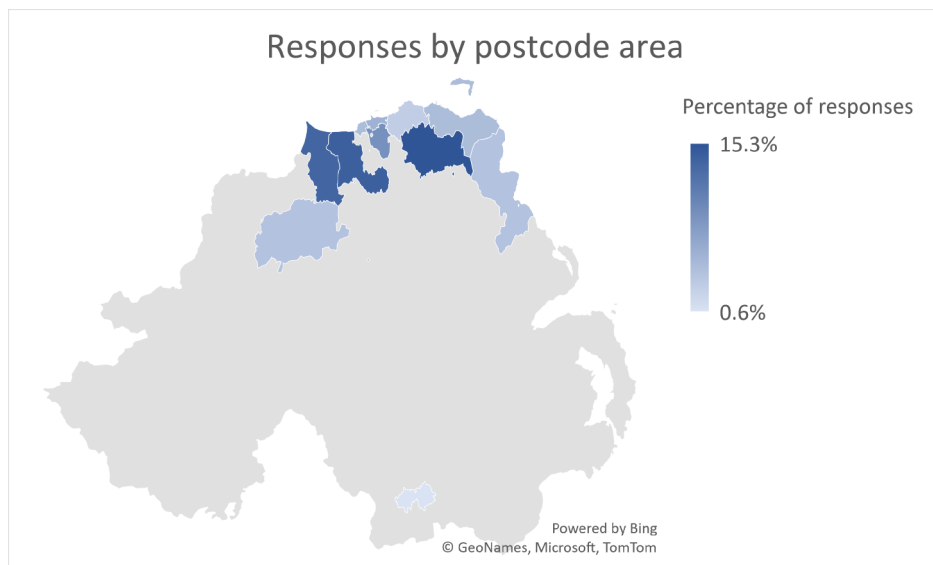 Responses by postcode area
Percentage of responses
15.3%
0.6%
Powered by Bing
© GeoNames, Microsoft, TomTom